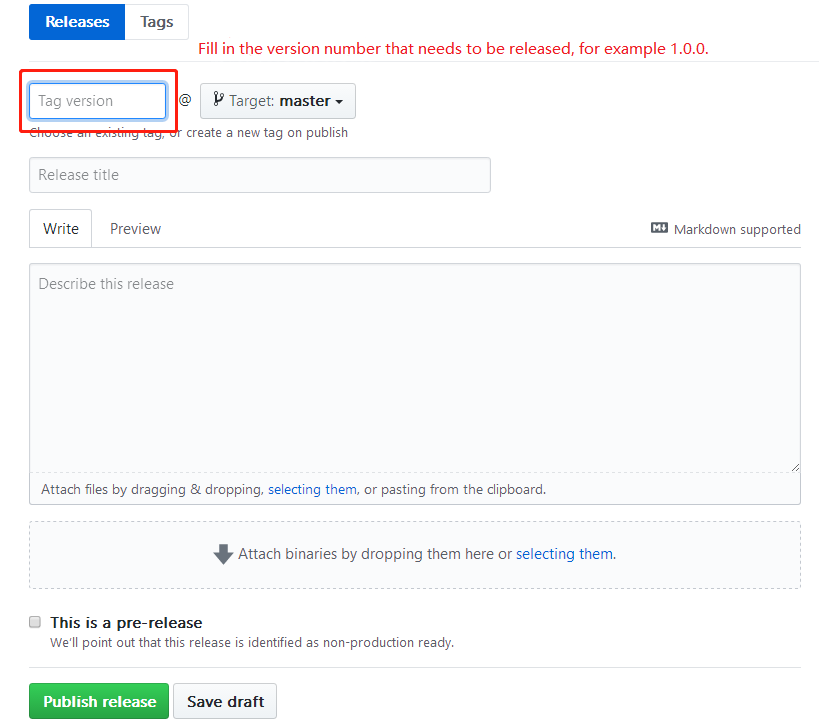 Releases Tags
Fill in the version number that needs to be released, for example 1.0.0.
Tag version @ Target: master
Choose an existing tag, or create a new tag on publish
Release title
Write Preview Markdown supported
Describe this release
Attach files by dragging & dropping, selecting them, or pasting from the clipboard.
Attach binaries by dropping them here or selecting them.
This is a pre-release
We'll point out that this release is identified as non-production ready.
Publish release Save draft